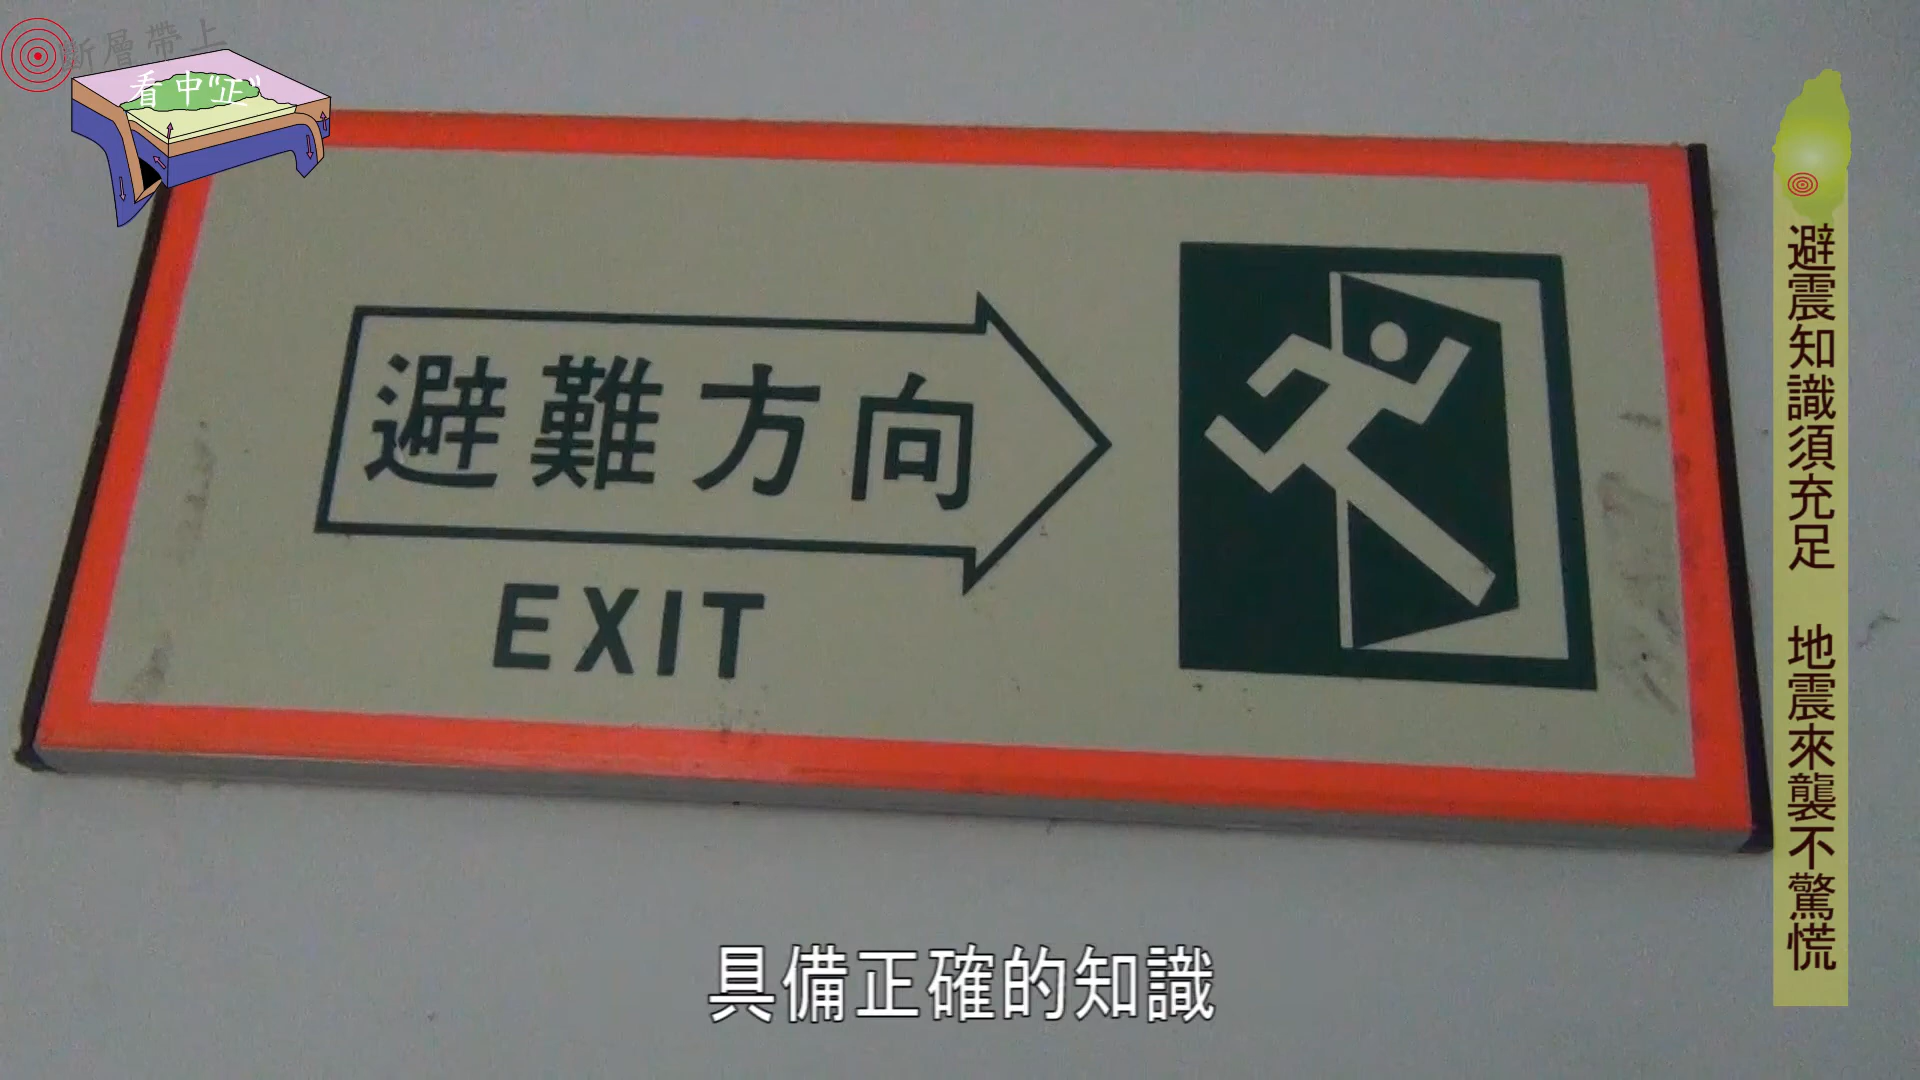 斷層帶上
看中"正"
避難方向
EXIT
避震知識須充足 地震來襲不驚慌
具備正確的知識